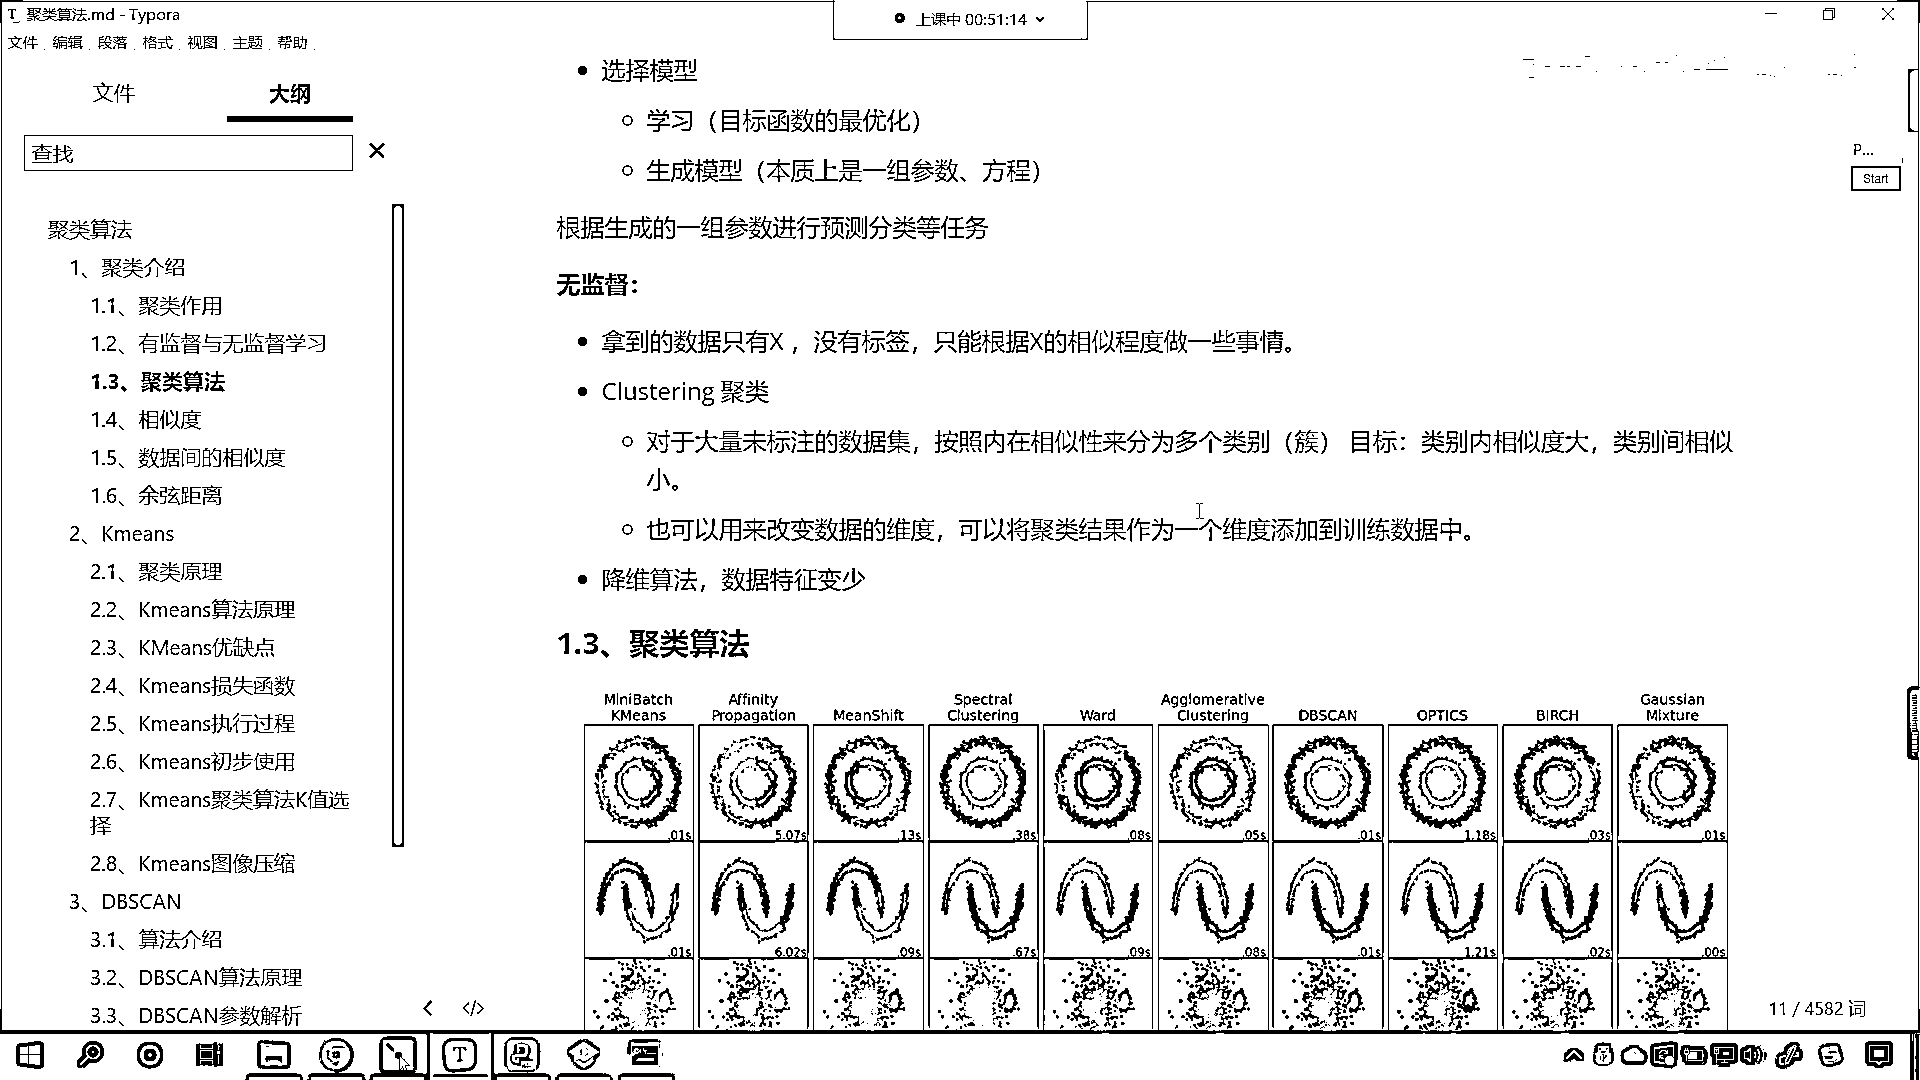 聚类算法.md - Typora
上课中 00:51:14
文件 编辑 段落 格式 视图 主题 帮助
文件 大纲
查找
聚类算法
1、聚类介绍
1.1、聚类作用
1.2、有监督与无监督学习
1.3、聚类算法
1.4、相似度
1.5、数据间的相似度
1.6、余弦距离
2、Kmeans
2.1、聚类原理
2.2、Kmeans算法原理
2.3、KMeans优缺点
2.4、Kmeans损失函数
2.5、Kmeans执行过程
2.6、Kmeans初步使用
2.7、Kmeans聚类算法K值选
择
2.8、Kmeans图像压缩
3、DBSCAN
3.1、算法介绍
3.2、DBSCAN算法原理
3.3、DBSCAN参数解析
选择模型
学习（目标函数的最优化）
生成模型（本质上是一组参数、方程）
根据生成的一组参数进行预测分类等任务
无监督：
拿到的数据只有X ，没有标签，只能根据X的相似程度做一些事情。
Clustering 聚类
对于大量未标注的数据集，按照内在相似性来分为多个类别（簇） 目标：类别内相似度大，类别间相似
小。
也可以用来改变数据的维度，可以将聚类结果作为一个维度添加到训练数据中。
降维算法，数据特征变少
1.3、聚类算法
MiniBatch
KMeans
Affinity
Propagation
MeanShift
Spectral
Clustering
Ward
Agglomerative
Clustering
DBSCAN
OPTICS
BIRCH
Gaussian
Mixture
.01s 5.07s .13s .38s .08s .05s .01s 1.18s .03s .01s
.01s 6.02s .09s .67s .09s .08s .01s 1.21s .02s .00s
P...
Start
11 / 4582 词